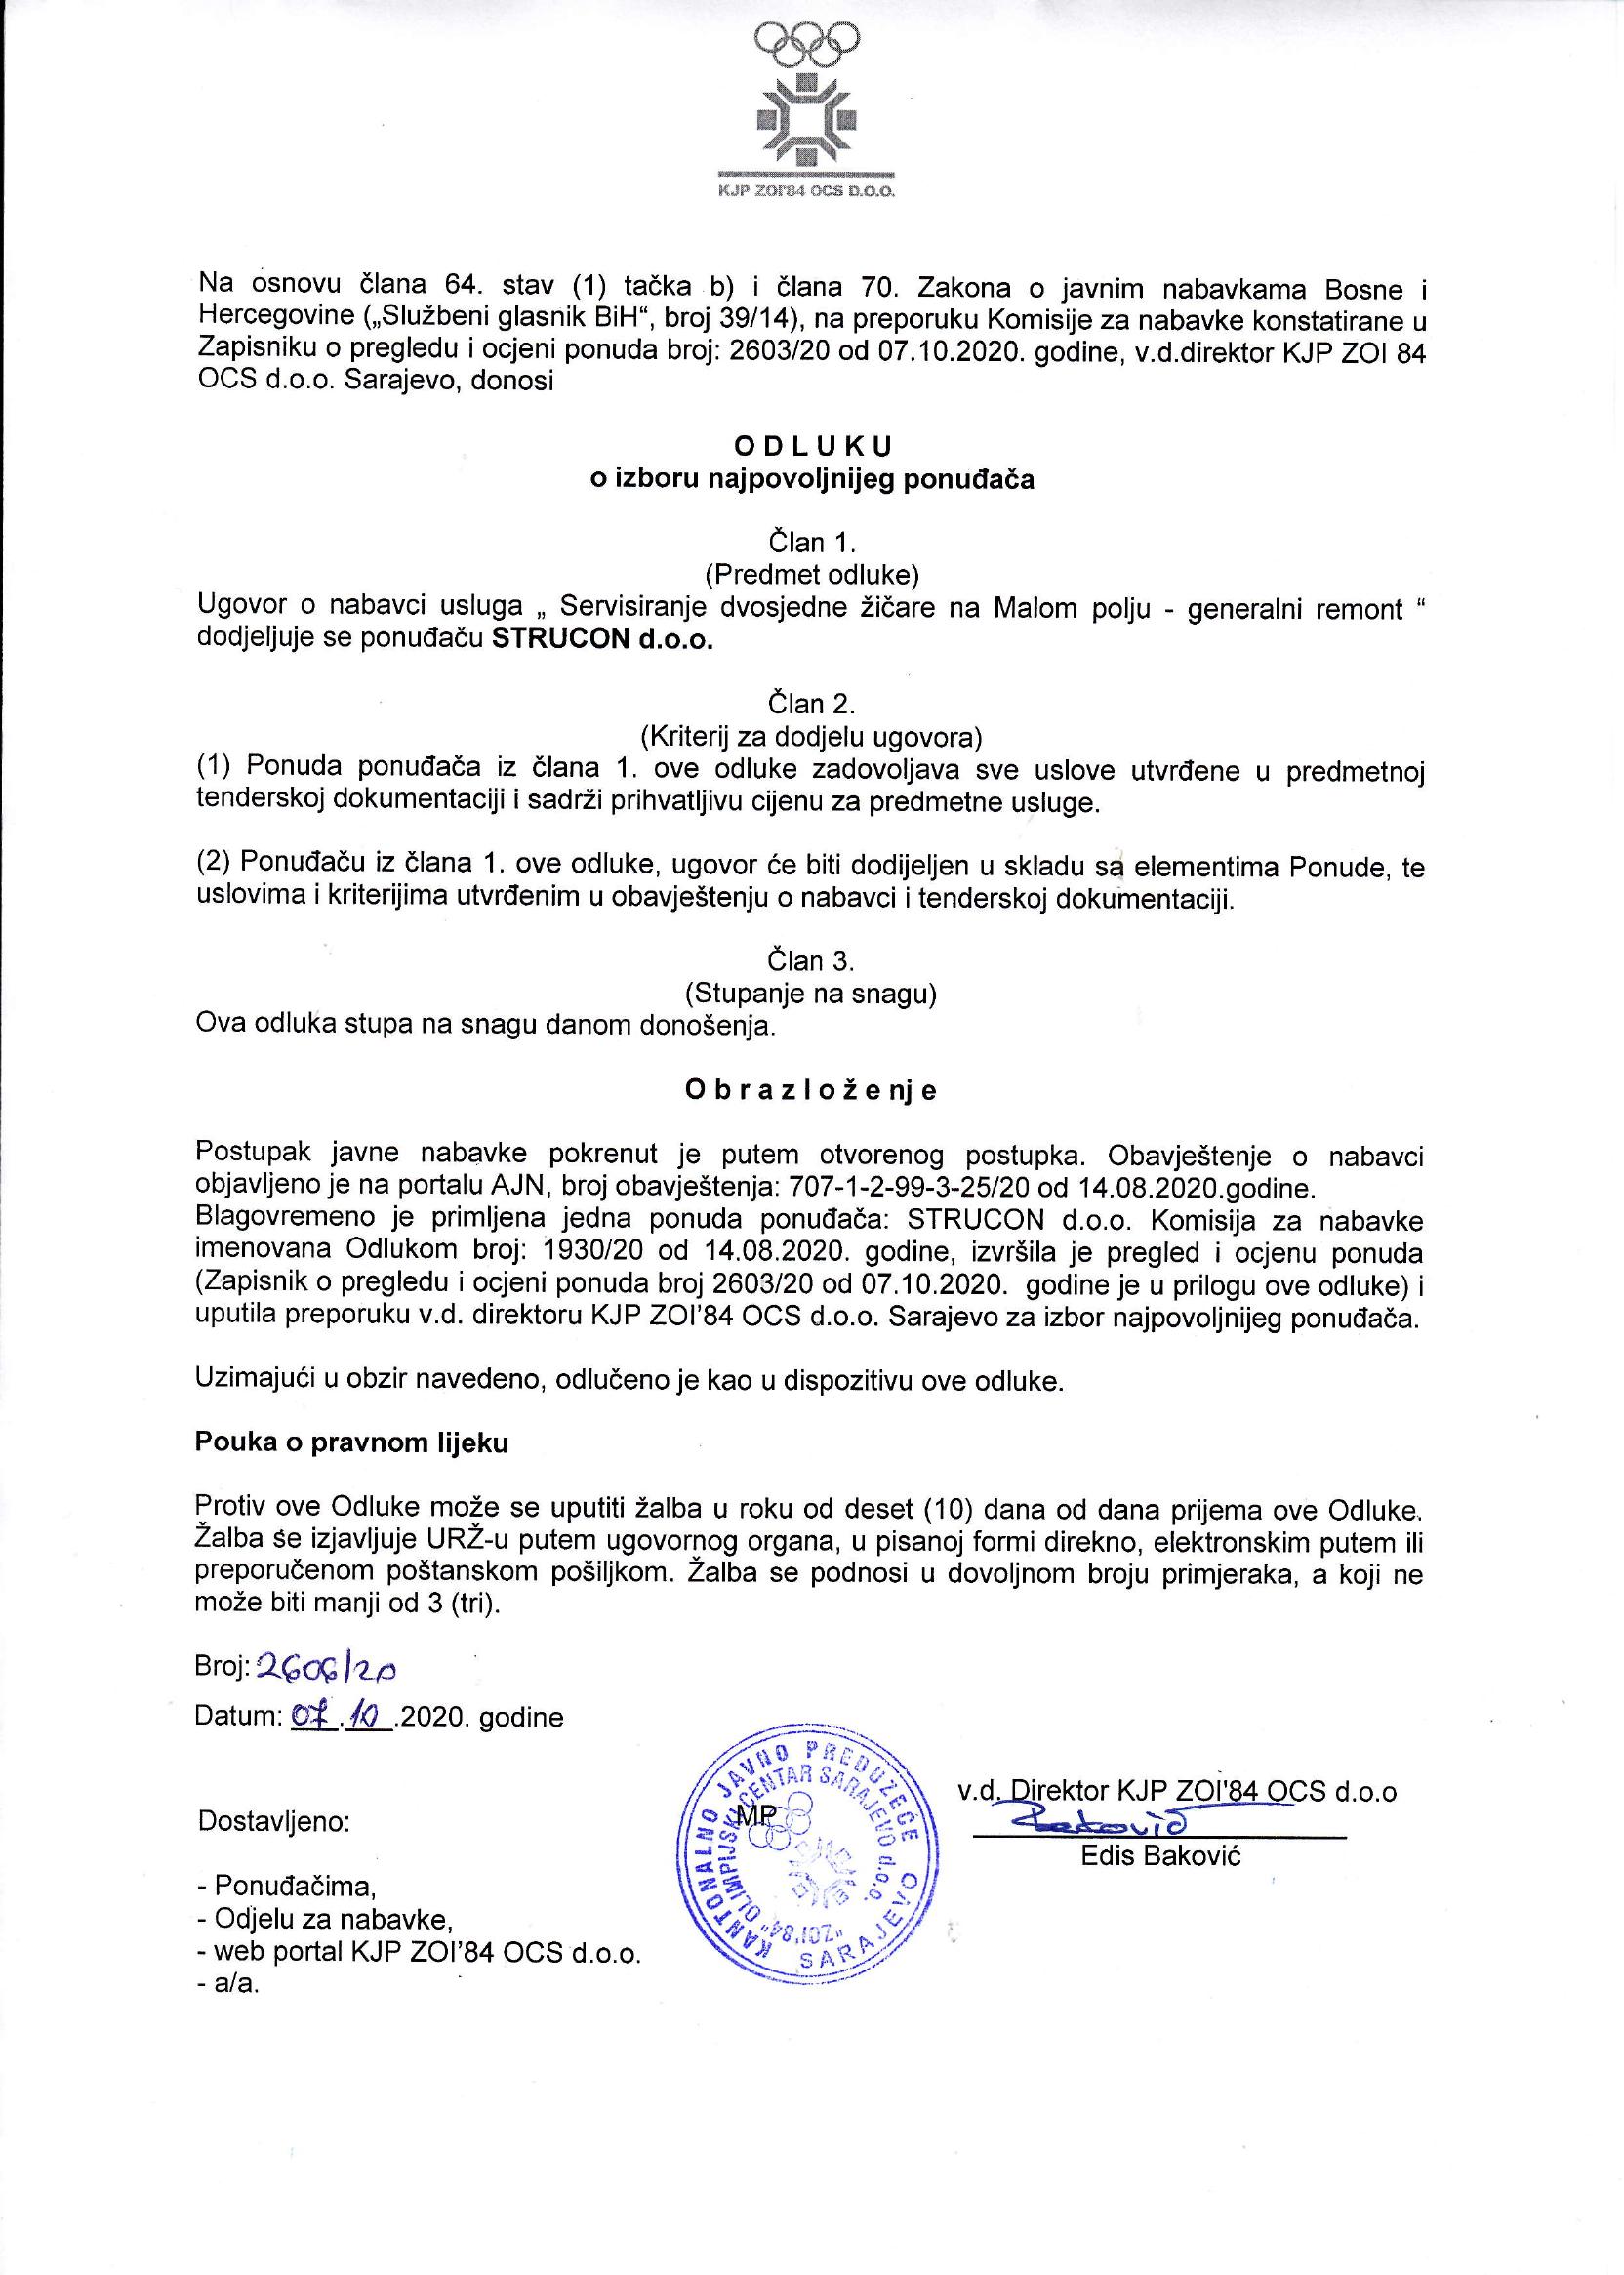 KJP ZOI'84 OCS D.O.O.
Na osnovu člana 64. stav (1) tačka b) i člana 70. Zakona o javnim nabavkama Bosne i
Hercegovine („Službeni glasnik BiH“, broj 39/14), na preporuku Komisije za nabavke konstatirane u
Zapisniku o pregledu i ocjeni ponuda broj: 2603/20 od 07.10.2020. godine, v.d.direktor KJP ZOI 84
OCS d.o.o. Sarajevo, donosi
O D L U K U
o izboru najpovoljnijeg ponuđača
Član 1.
(Predmet odluke)
Ugovor o nabavci usluga „ Servisiranje dvosjedne žičare na Malom polju - generalni remont “
dodjeljuje se ponuđaču STRUCON d.o.o.
Član 2.
(Kriterij za dodjelu ugovora)
(1) Ponuda ponuđača iz člana 1. ove odluke zadovoljava sve uslove utvrđene u predmetnoj
tenderskoj dokumentaciji i sadrži prihvatljivu cijenu za predmetne usluge.
(2) Ponuđaču iz člana 1. ove odluke, ugovor će biti dodijeljen u skladu sa elementima Ponude, te
uslovima i kriterijima utvrđenim u obavještenju o nabavci i tenderskoj dokumentaciji.
Član 3.
(Stupanje na snagu)
Ova odluka stupa na snagu danom donošenja.
O b r a z l o ž e nj e
Postupak javne nabavke pokrenut je putem otvorenog postupka. Obavještenje o nabavci
objavljeno je na portalu AJN, broj obavještenja: 707-1-2-99-3-25/20 od 14.08.2020.godine.
Blagovremeno je primljena jedna ponuda ponuđača: STRUCON d.o.o. Komisija za nabavke
imenovana Odlukom broj: 1930/20 od 14.08.2020. godine, izvršila je pregled i ocjenu ponuda
(Zapisnik o pregledu i ocjeni ponuda broj 2603/20 od 07.10.2020. godine je u prilogu ove odluke) i
uputila preporuku v.d. direktoru KJP ZOI’84 OCS d.o.o. Sarajevo za izbor najpovoljnijeg ponuđača.
Uzimajući u obzir navedeno, odlučeno je kao u dispozitivu ove odluke.
Pouka o pravnom lijeku
Protiv ove Odluke može se uputiti žalba u roku od deset (10) dana od dana prijema ove Odluke.
Žalba se izjavljuje URŽ-u putem ugovornog organa, u pisanoj formi direkno, elektronskim putem ili
preporučenom poštanskom pošiljkom. Žalba se podnosi u dovoljnom broju primjeraka, a koji ne
može biti manji od 3 (tri).
Broj: 2606/20
Datum: 07.10.2020. godine
KANTONALNO JAVNO PREDUZEĆE
"ZOI'84" OLIMPIJSKI CENTAR SARAJEVO d.o.o.
SARAJEVO
MP
v.d. Direktor KJP ZOI'84 OCS d.o.o
Baković
Edis Baković
Dostavljeno:
- Ponuđačima,
- Odjelu za nabavke,
- web portal KJP ZOI’84 OCS d.o.o.
- a/a.